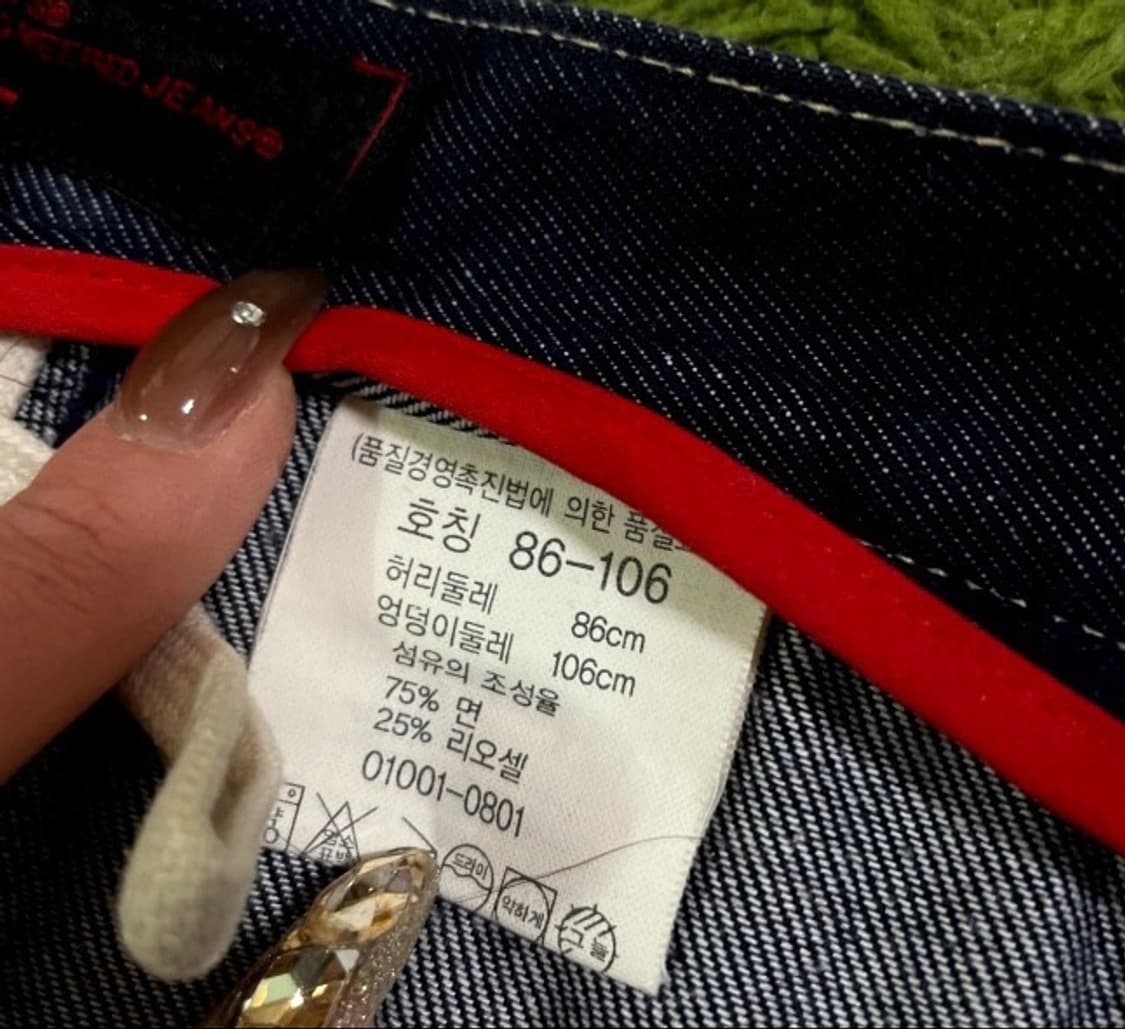 JEANS®
(품질경영촉진법에 의한
호칭 86-106
허리둘레 86cm
엉덩이둘레 106cm
섬유의 조성율
75% 면
25% 리오셀
01001-0801
드라이
약하게
그늘